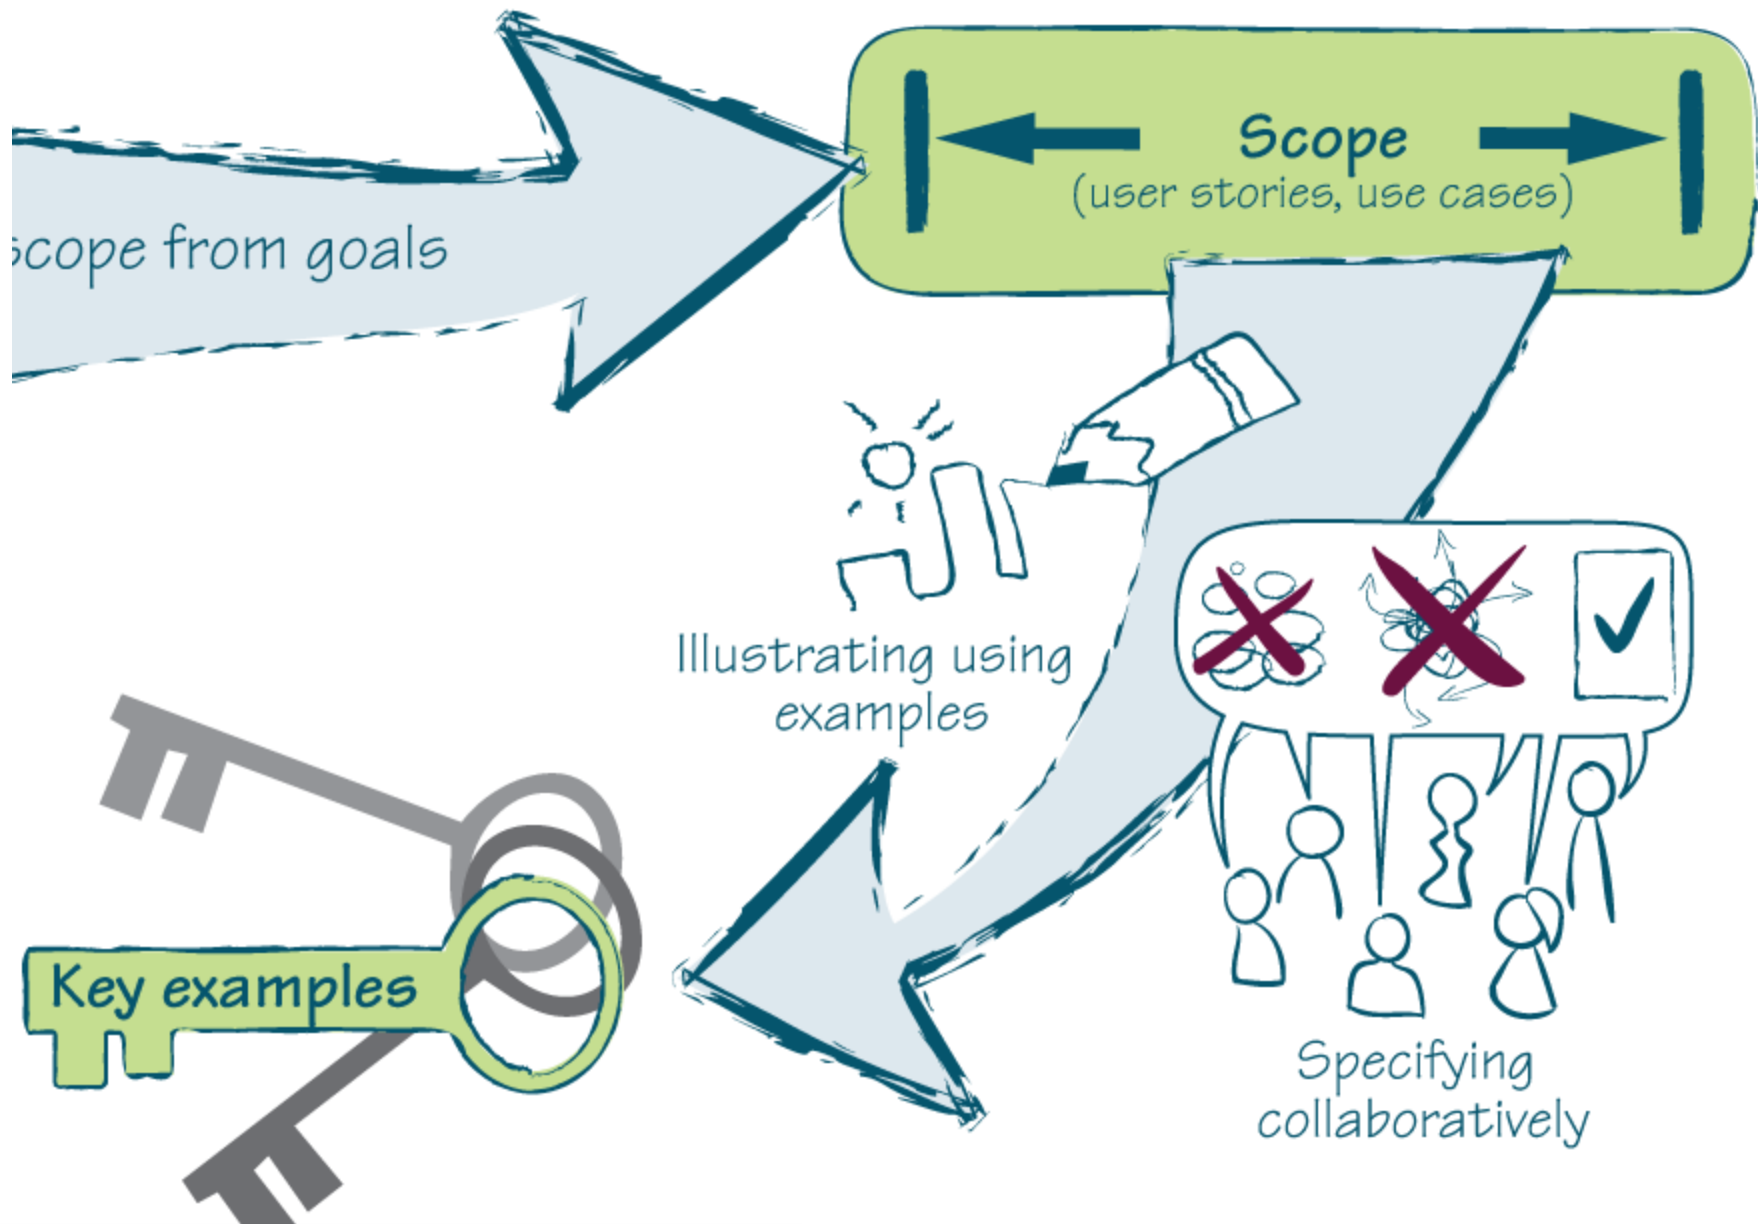 Scope
(user stories, use cases)
scope from goals
Illustrating using
examples
Key examples
Specifying
collaboratively